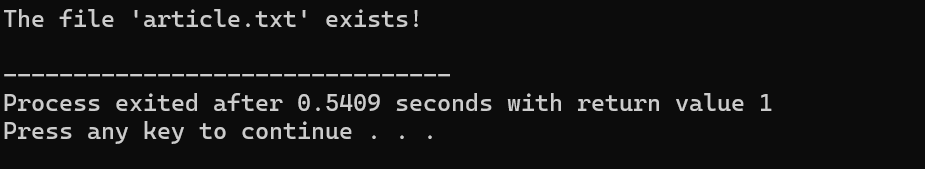 The file 'article.txt' exists!
--------------------------------
Process exited after 0.5409 seconds with return value 1
Press any key to continue . . .